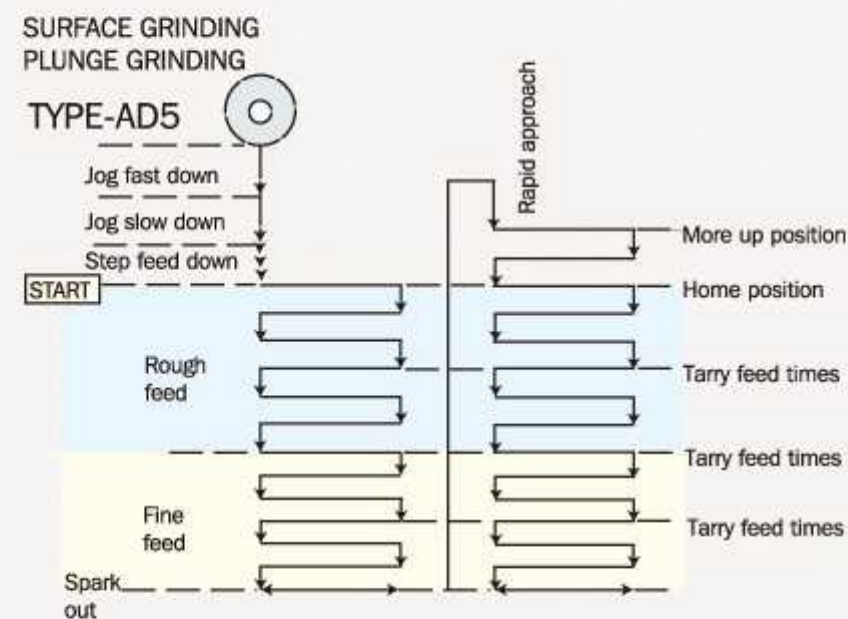 SURFACE GRINDING
PLUNGE GRINDING
TYPE-AD5
Jog fast down
Jog slow down
Step feed down
START
Rough
feed
Fine
feed
Spark
out
Rapid approach
More up position
Home position
Tarry feed times
Tarry feed times
Tarry feed times